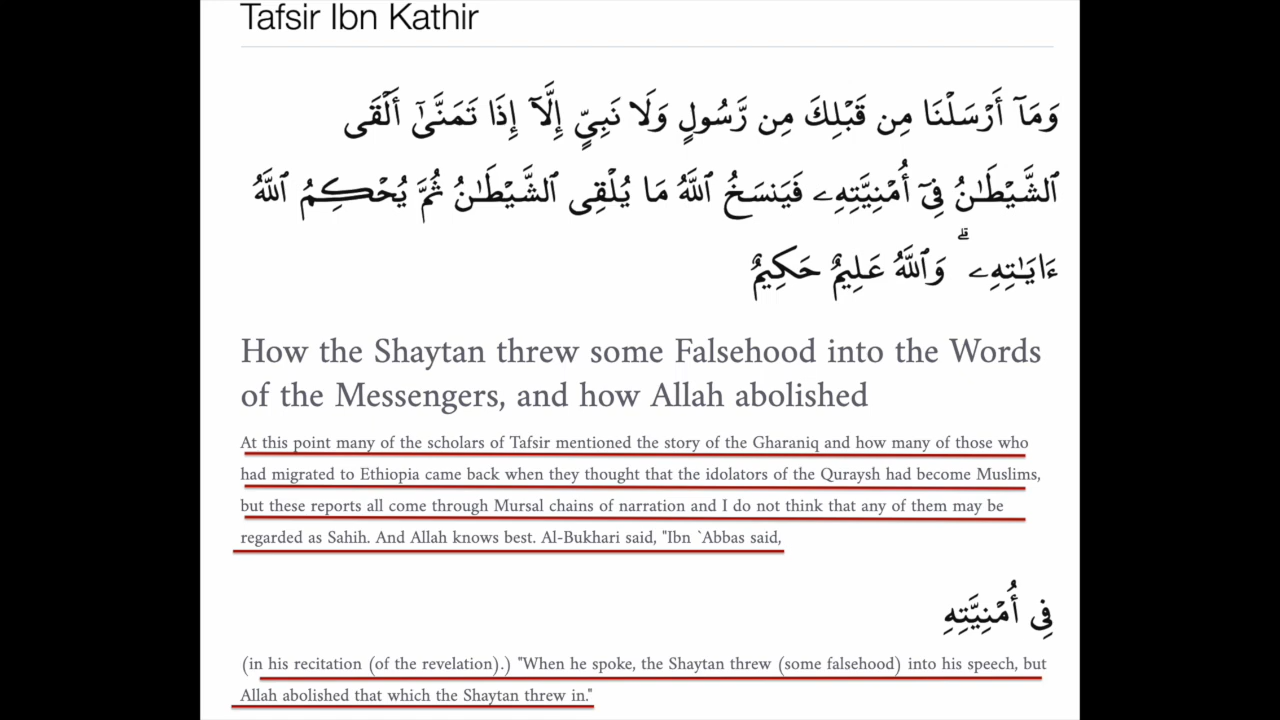 Tafsir Ibn Kathir
وَمَآ أَرْسَلْنَا مِن قَبْلِكَ مِن رَّسُولٍ وَلَا نَبِىٍّ إِلَّآ إِذَا تَمَنَّىٰٓ أَلْقَى
ٱلشَّيْطَـٰنُ فِىٓ أُمْنِيَّتِهِۦ فَيَنسَخُ ٱللَّهُ مَا يُلْقِى ٱلشَّيْطَـٰنُ ثُمَّ يُحْكِمُ ٱللَّهُ
ءَايَـٰتِهِۦ ۗ وَٱللَّهُ عَلِيمٌ حَكِيمٌ
How the Shaytan threw some Falsehood into the Words
of the Messengers, and how Allah abolished
At this point many of the scholars of Tafsir mentioned the story of the Gharaniq and how many of those who
had migrated to Ethiopia came back when they thought that the idolators of the Quraysh had become Muslims,
but these reports all come through Mursal chains of narration and I do not think that any of them may be
regarded as Sahih. And Allah knows best. Al-Bukhari said, "Ibn `Abbas said,
فِى أُمْنِيَّتِهِ
(in his recitation (of the revelation).) "When he spoke, the Shaytan threw (some falsehood) into his speech, but
Allah abolished that which the Shaytan threw in."